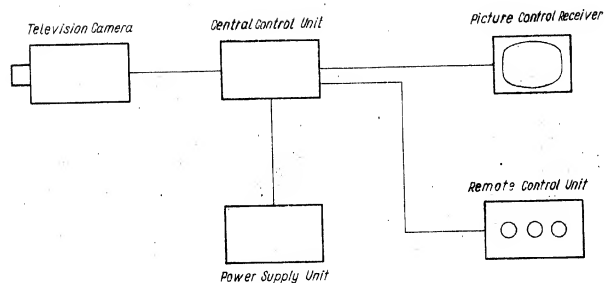 Television Camera
Central Control Unit
Picture Control Receiver
Remote Control Unit
Power Supply Unit